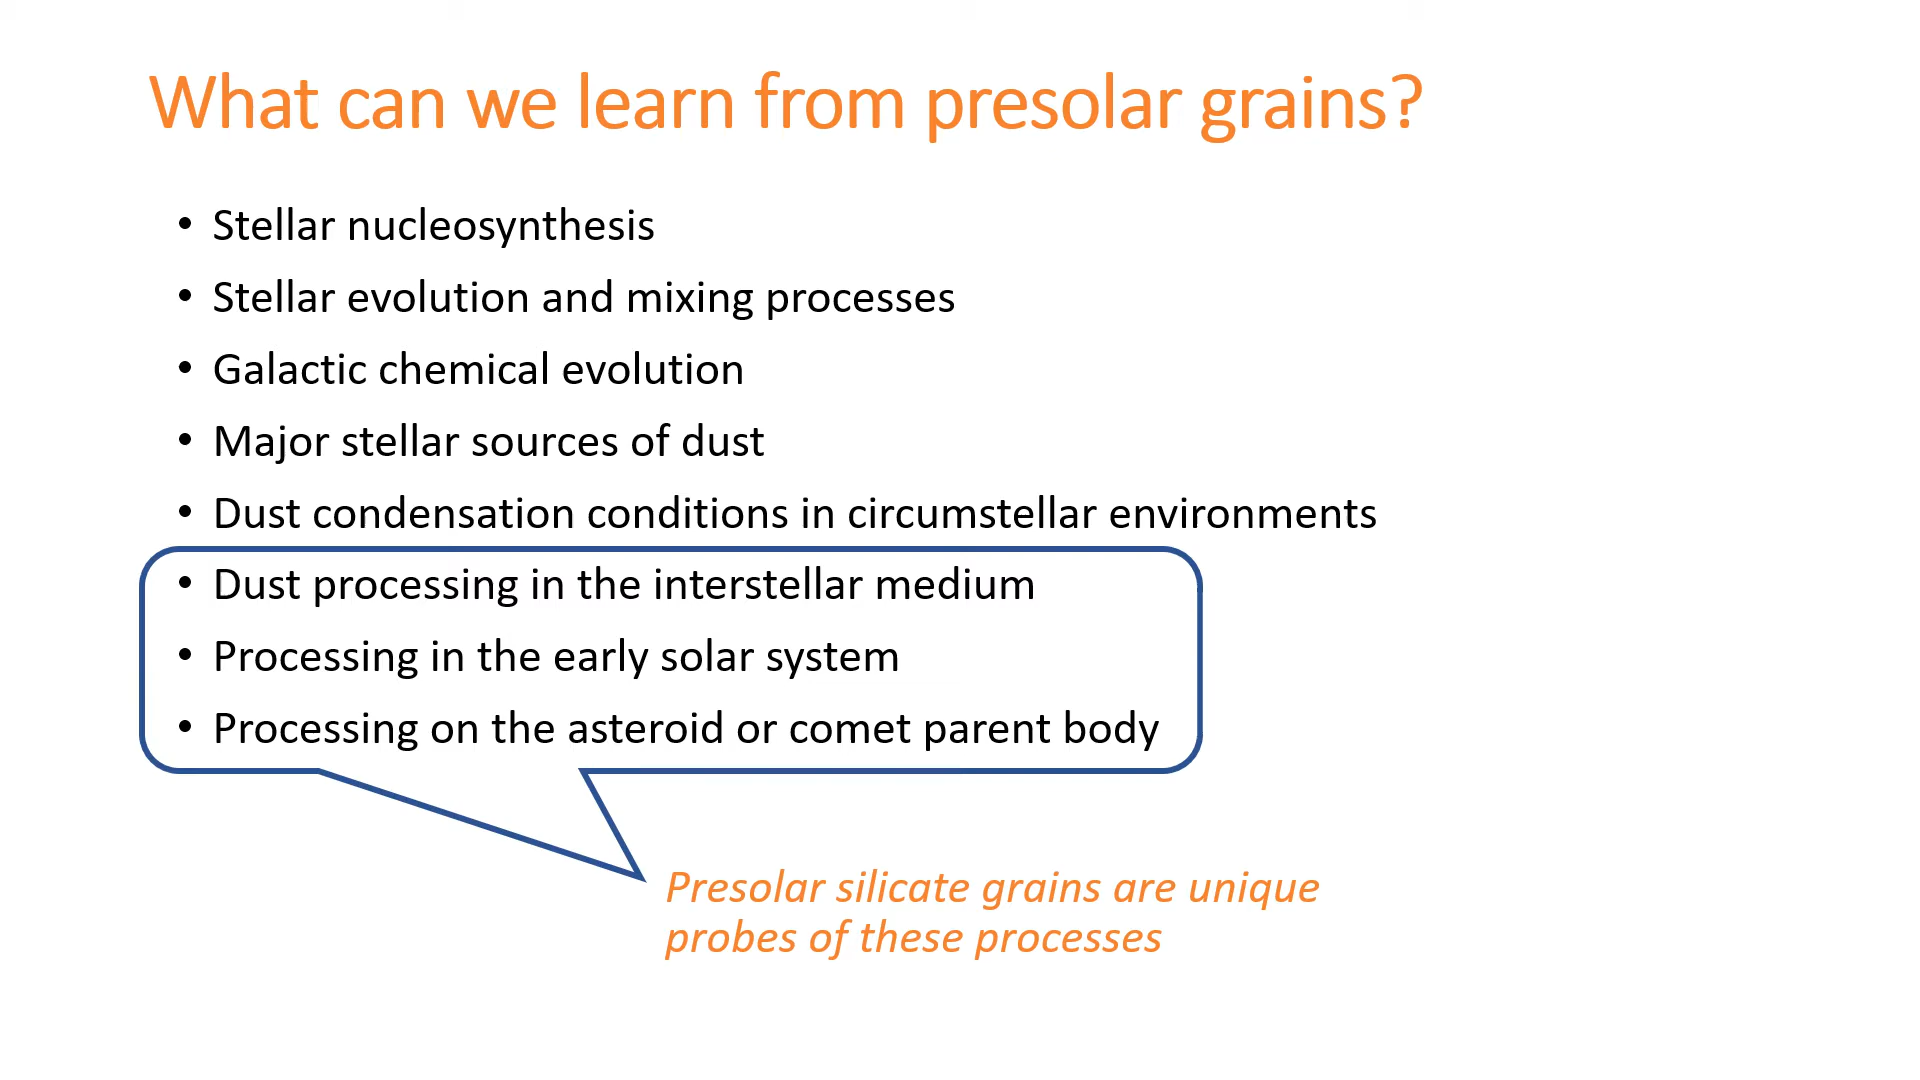 What can we learn from presolar grains?
• Stellar nucleosynthesis
• Stellar evolution and mixing processes
• Galactic chemical evolution
• Major stellar sources of dust
• Dust condensation conditions in circumstellar environments
• Dust processing in the interstellar medium
• Processing in the early solar system
• Processing on the asteroid or comet parent body
Presolar silicate grains are unique
probes of these processes